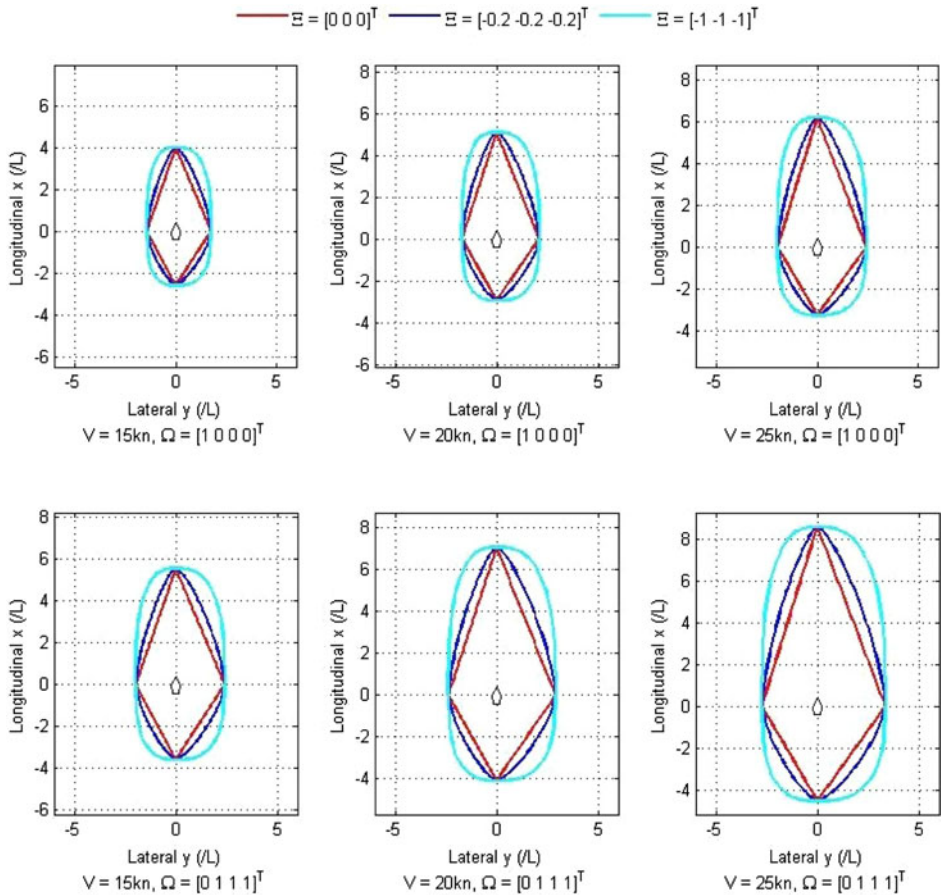 Ξ = [0 0 0]ᵀ Ξ = [-0.2 -0.2 -0.2]ᵀ Ξ = [-1 -1 -1]ᵀ
Longitudinal x (/L)
6
4
2
0
-2
-4
-6
-5 0 5
Lateral y (/L)
V = 15kn, Ω = [1 0 0 0]ᵀ
Longitudinal x (/L)
8
6
4
2
0
-2
-4
-6
-5 0 5
Lateral y (/L)
V = 20kn, Ω = [1 0 0 0]ᵀ
Longitudinal x (/L)
8
6
4
2
0
-2
-4
-5 0 5
Lateral y (/L)
V = 25kn, Ω = [1 0 0 0]ᵀ
Longitudinal x (/L)
8
6
4
2
0
-2
-4
-6
-5 0 5
Lateral y (/L)
V = 15kn, Ω = [0 1 1 1]ᵀ
Longitudinal x (/L)
8
6
4
2
0
-2
-4
-5 0 5
Lateral y (/L)
V = 20kn, Ω = [0 1 1 1]ᵀ
Longitudinal x (/L)
8
6
4
2
0
-2
-4
-5 0 5
Lateral y (/L)
V = 25kn, Ω = [0 1 1 1]ᵀ